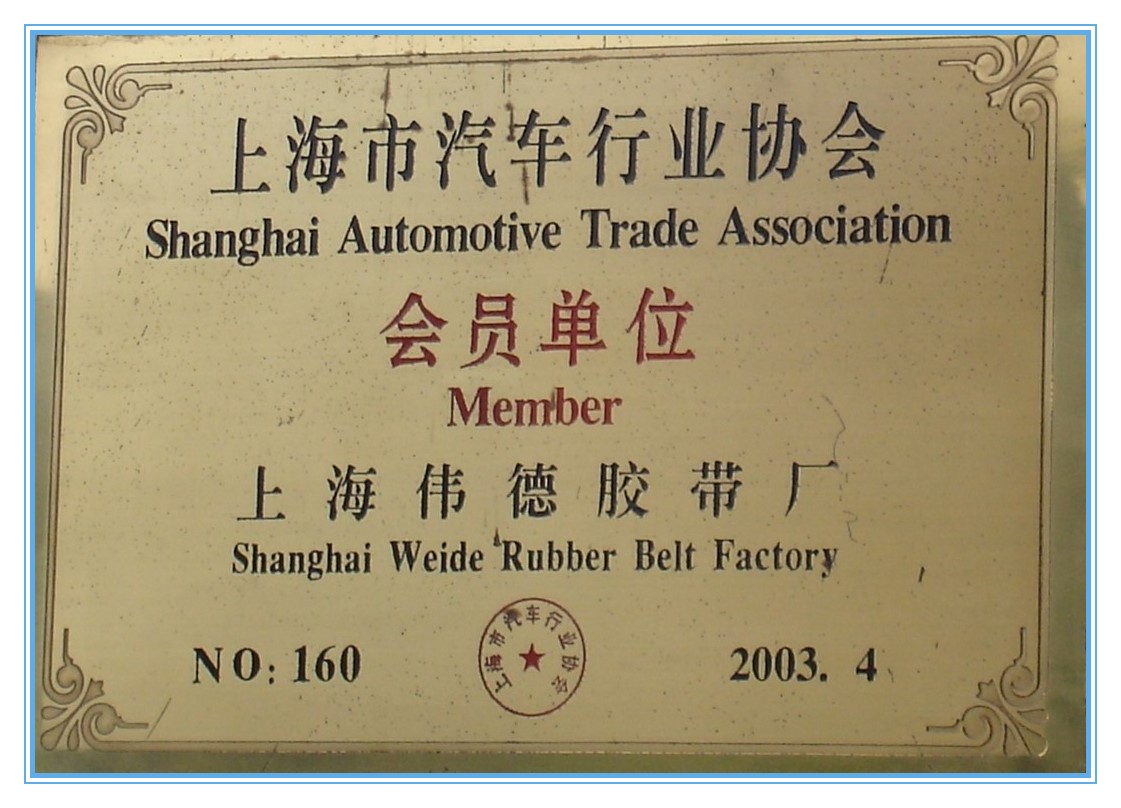 上海市汽车行业协会
Shanghai Automotive Trade Association
会员单位
Member
上海伟德胶带厂
Shanghai Weide Rubber Belt Factory
上海市汽车行业协会
NO: 160
2003. 4